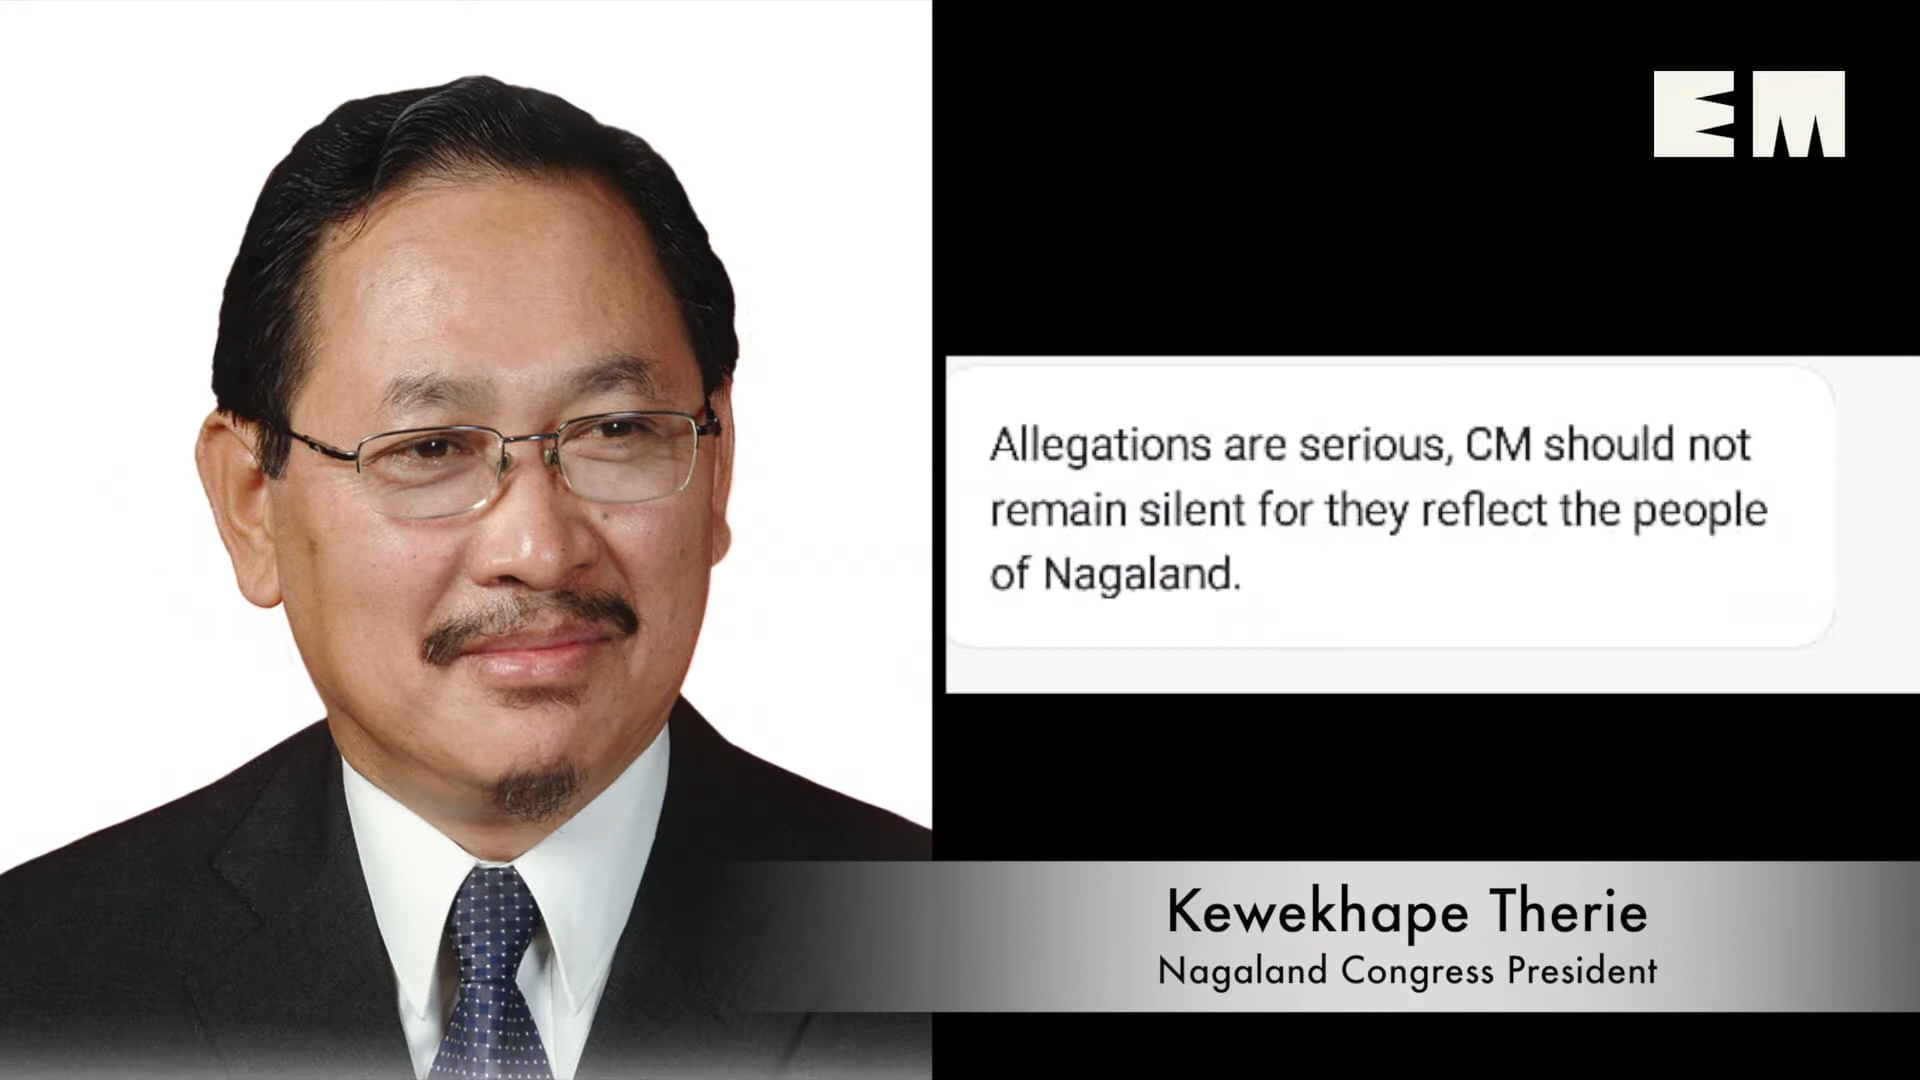 EM
Allegations are serious, CM should not
remain silent for they reflect the people
of Nagaland.
Kewekhape Therie
Nagaland Congress President